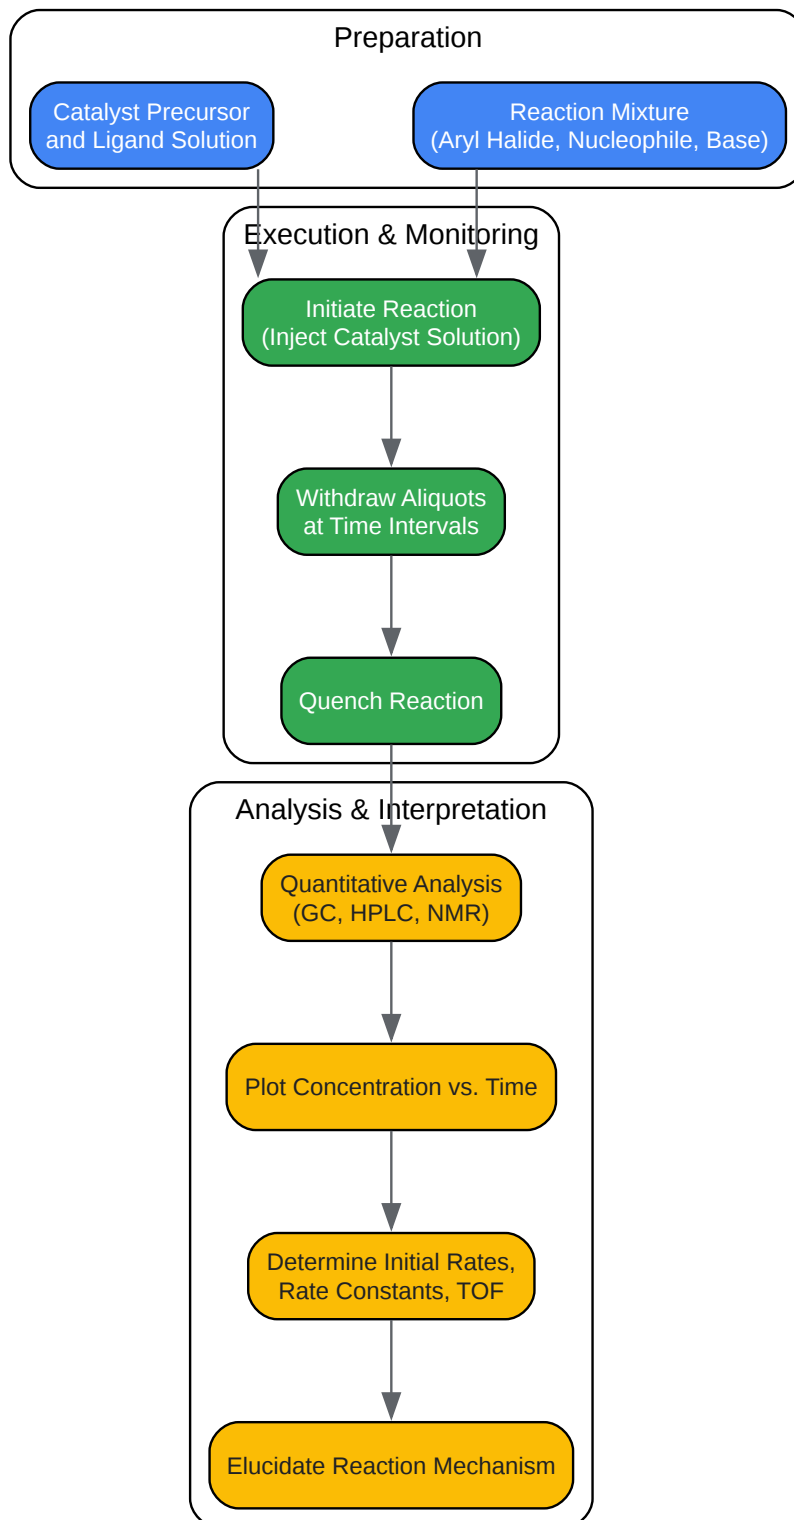 Preparation
Catalyst Precursor
and Ligand Solution
Reaction Mixture
(Aryl Halide, Nucleophile, Base)
Execution & Monitoring
Initiate Reaction
(Inject Catalyst Solution)
Withdraw Aliquots
at Time Intervals
Quench Reaction
Analysis & Interpretation
Quantitative Analysis
(GC, HPLC, NMR)
Plot Concentration vs. Time
Determine Initial Rates,
Rate Constants, TOF
Elucidate Reaction Mechanism